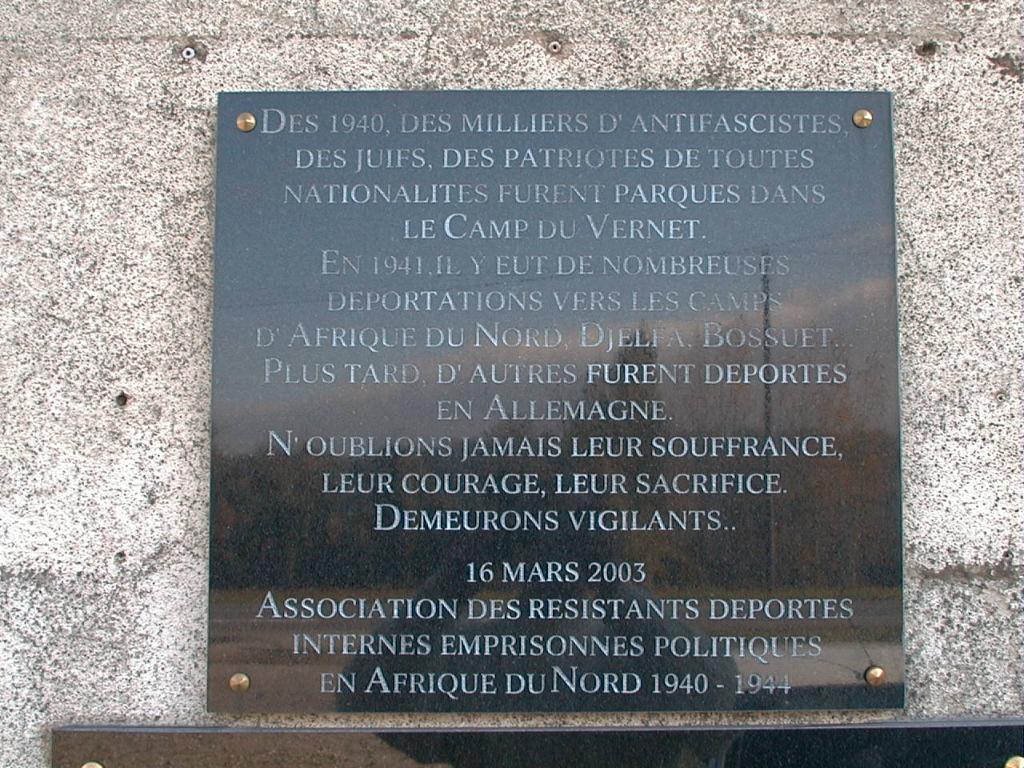 DES 1940, DES MILLIERS D' ANTIFASCISTES,
DES JUIFS, DES PATRIOTES DE TOUTES
NATIONALITES FURENT PARQUES DANS
LE CAMP DU VERNET.
EN 1941,IL Y EUT DE NOMBREUSES
DEPORTATIONS VERS LES CAMPS
D' AFRIQUE DU NORD, DJELFA, BOSSUET...
PLUS TARD, D' AUTRES FURENT DEPORTES
EN ALLEMAGNE.
N' OUBLIONS JAMAIS LEUR SOUFFRANCE,
LEUR COURAGE, LEUR SACRIFICE.
DEMEURONS VIGILANTS..
16 MARS 2003
ASSOCIATION DES RESISTANTS DEPORTES
INTERNES EMPRISONNES POLITIQUES
EN AFRIQUE DU NORD 1940 - 1944